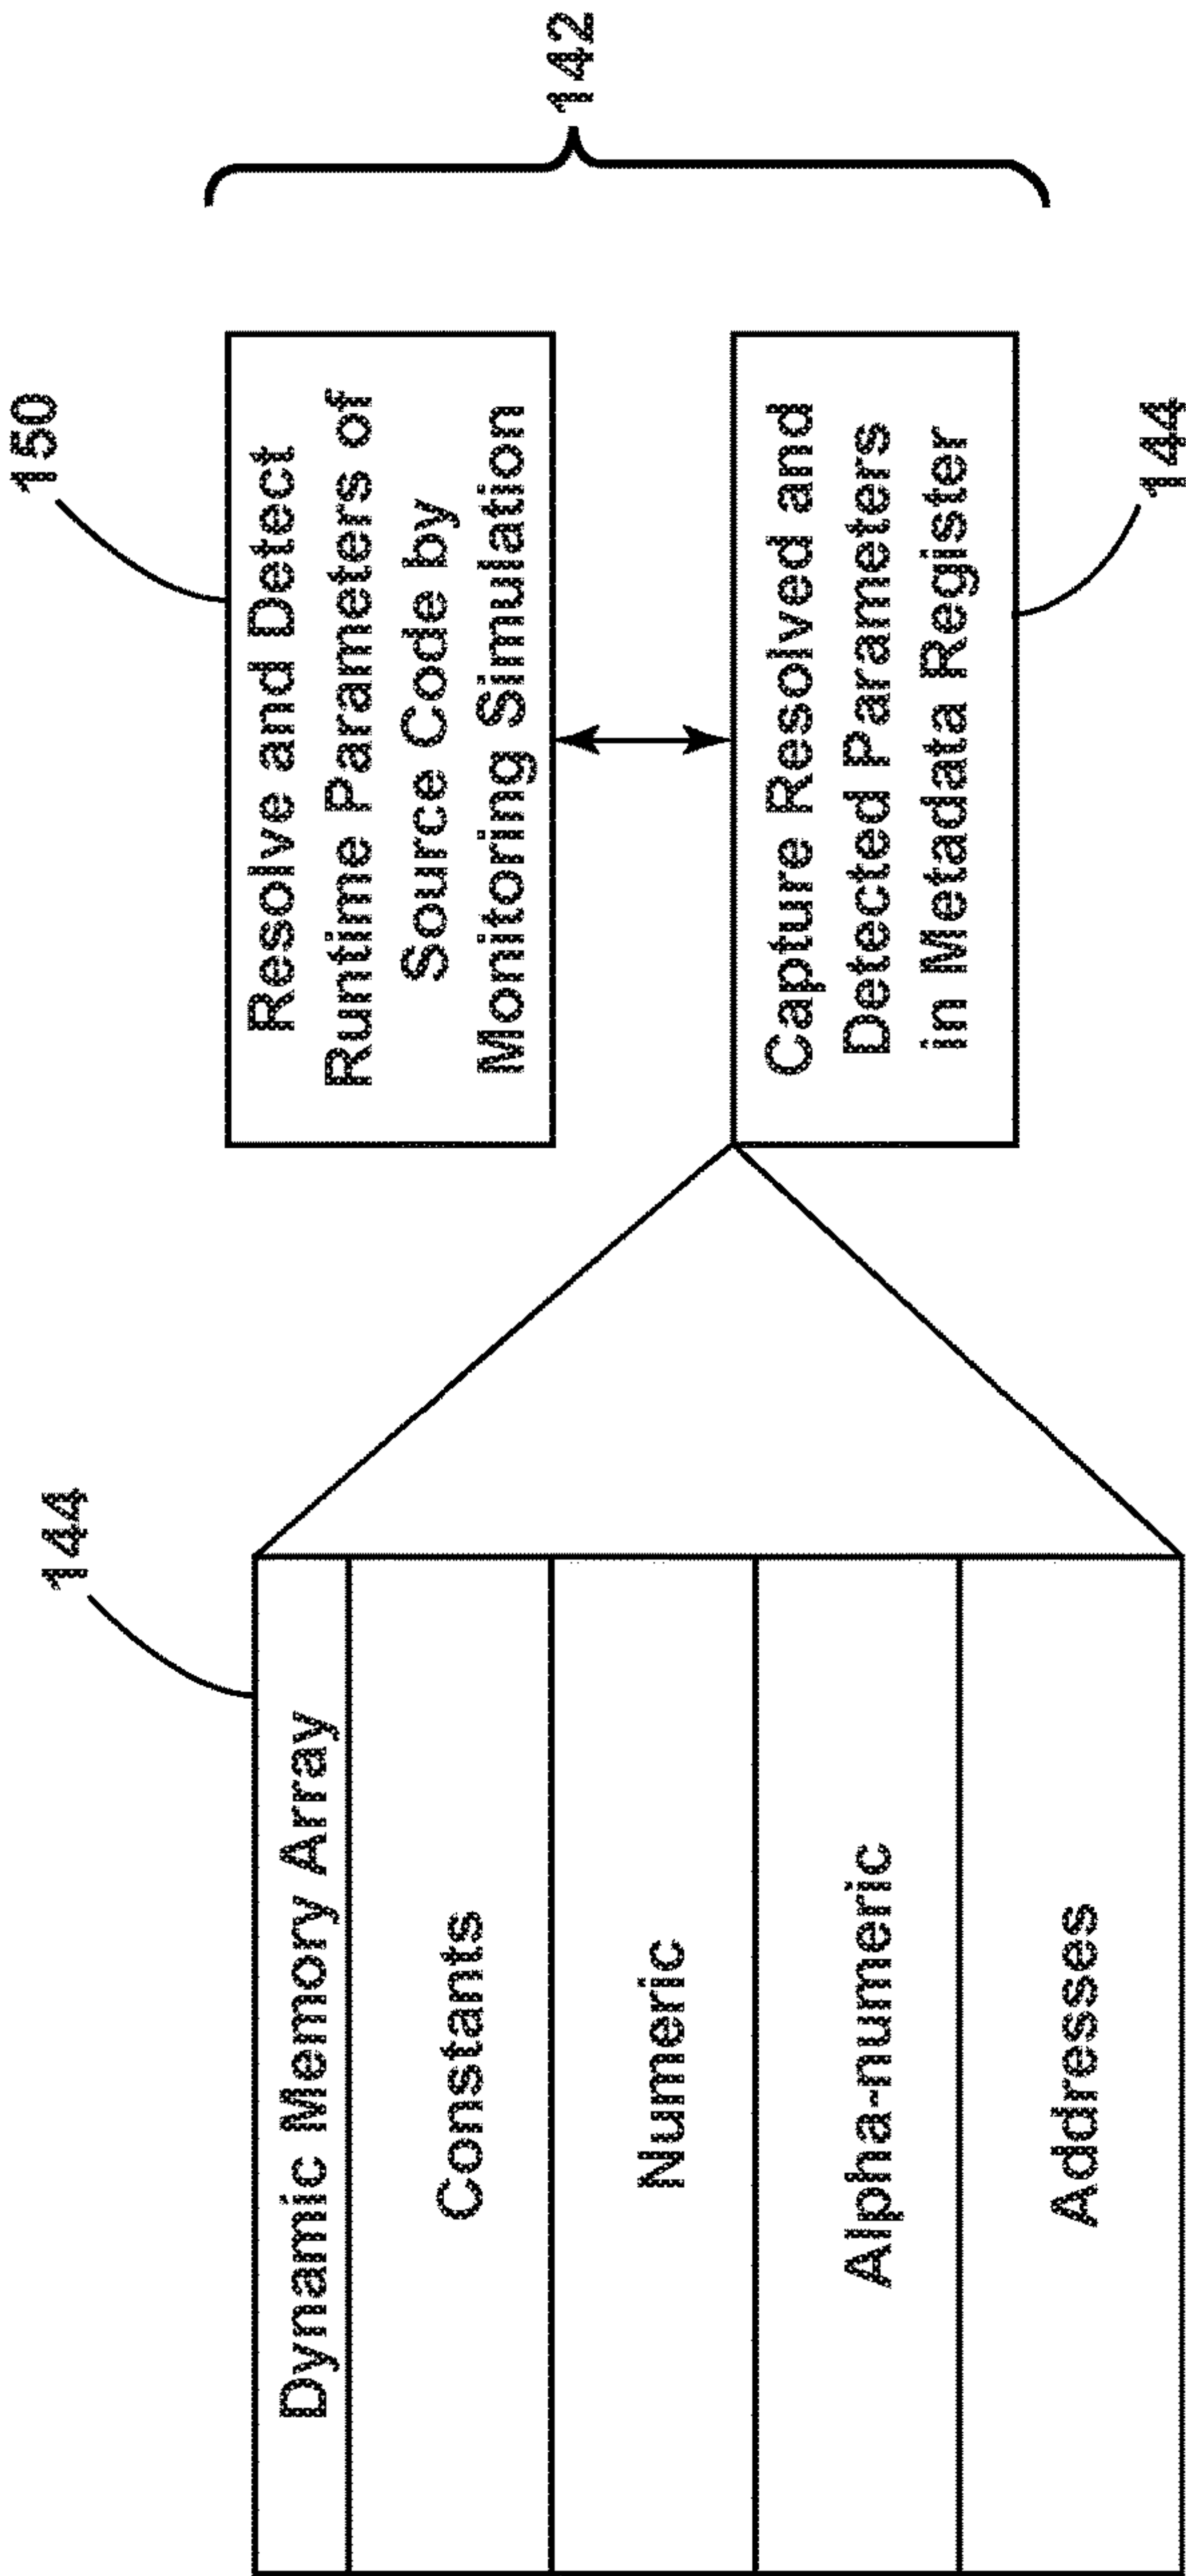 144
Dynamic Memory Array
Constants
Numeric
Alpha-numeric
Addresses
150
Resolve and Detect
Runtime Parameters of
Source Code by
Monitoring Simulation
Capture Resolved and
Detected Parameters
in Metadata Register
144
142